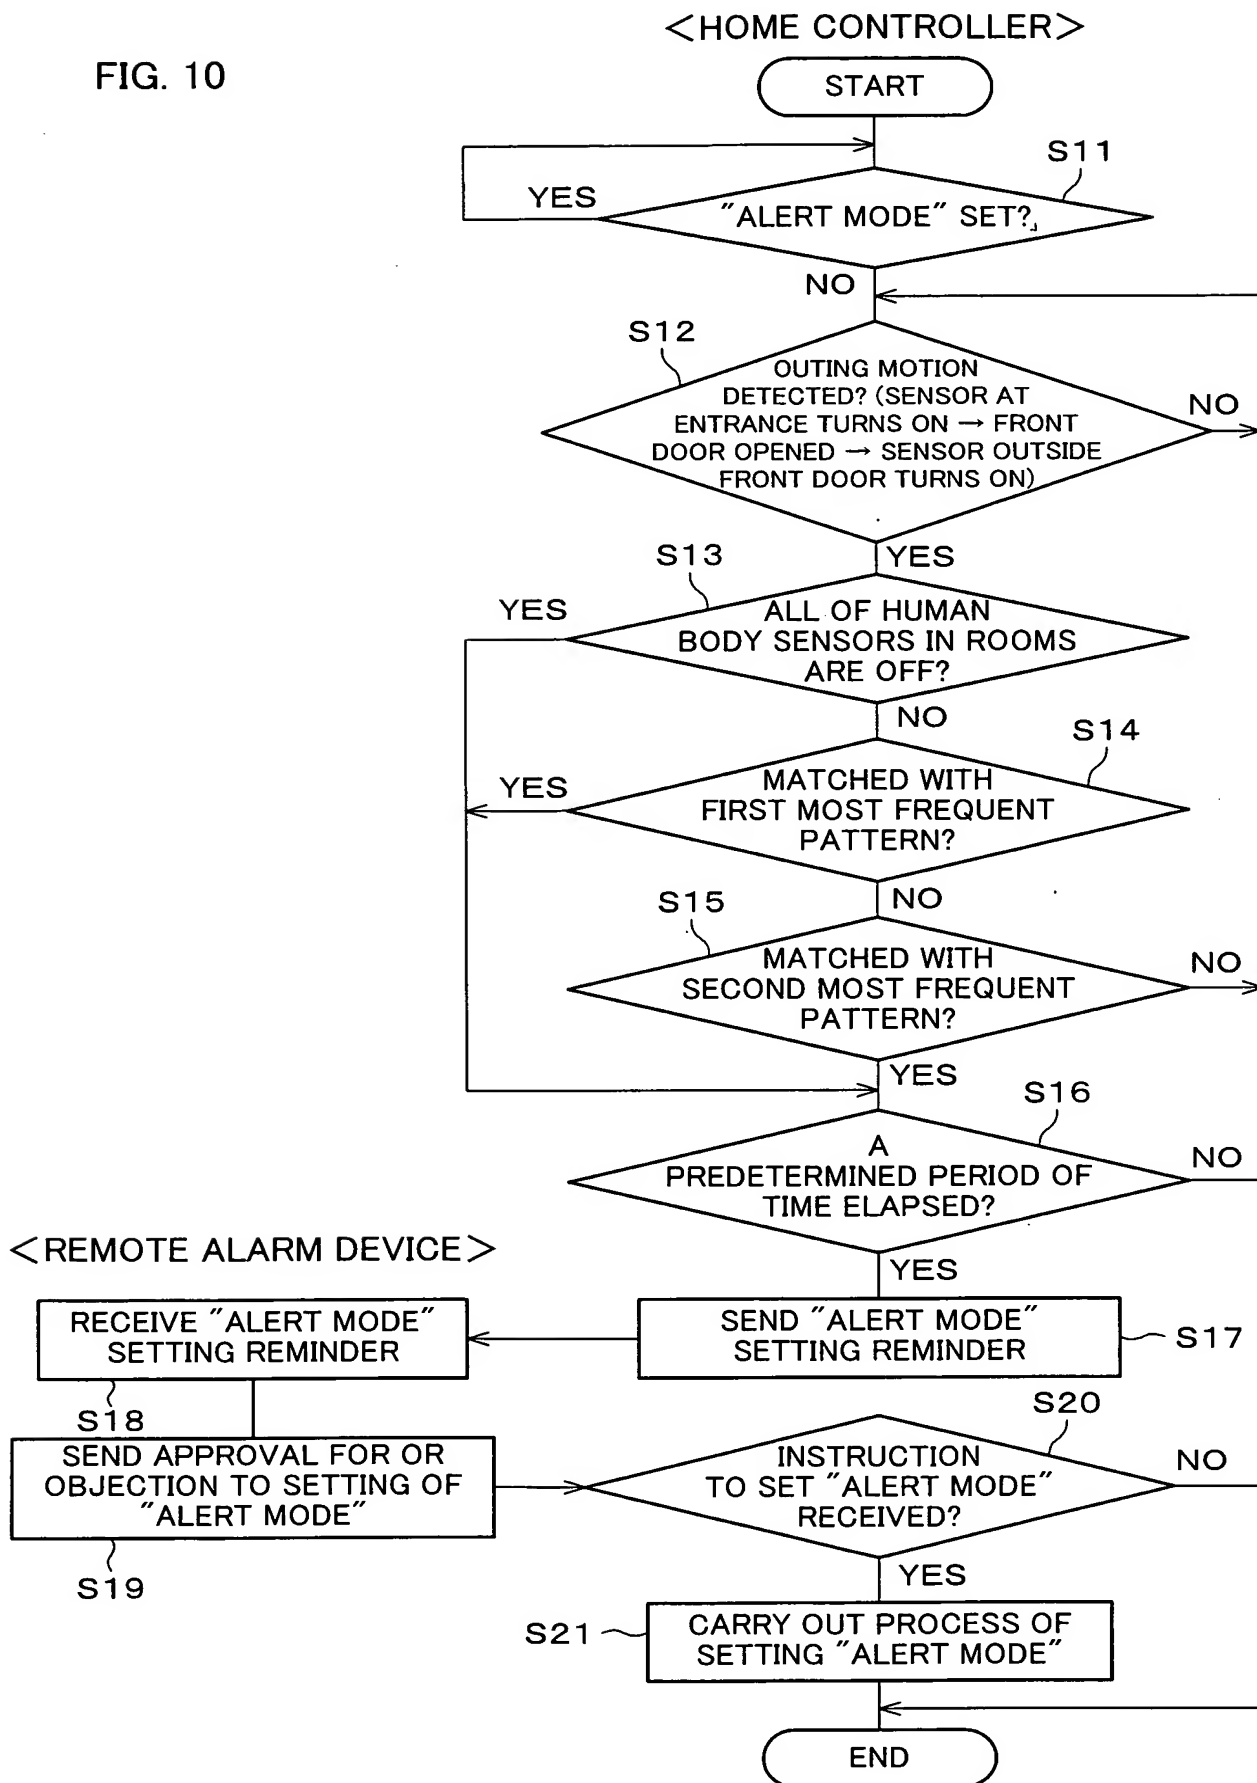 <HOME CONTROLLER>
FIG. 10
START
S11
YES
"ALERT MODE" SET?
NO
S12
OUTING MOTION
DETECTED? (SENSOR AT
ENTRANCE TURNS ON → FRONT
DOOR OPENED → SENSOR OUTSIDE
FRONT DOOR TURNS ON)
NO
YES
S13
YES
ALL OF HUMAN
BODY SENSORS IN ROOMS
ARE OFF?
NO
S14
YES
MATCHED WITH
FIRST MOST FREQUENT
PATTERN?
NO
S15
MATCHED WITH
SECOND MOST FREQUENT
PATTERN?
NO
YES
S16
A
PREDETERMINED PERIOD OF
TIME ELAPSED?
NO
YES
<REMOTE ALARM DEVICE>
RECEIVE "ALERT MODE"
SETTING REMINDER
SEND "ALERT MODE"
SETTING REMINDER
S17
S18
SEND APPROVAL FOR OR
OBJECTION TO SETTING OF
"ALERT MODE"
S19
S20
INSTRUCTION
TO SET "ALERT MODE"
RECEIVED?
NO
YES
S21
CARRY OUT PROCESS OF
SETTING "ALERT MODE"
END